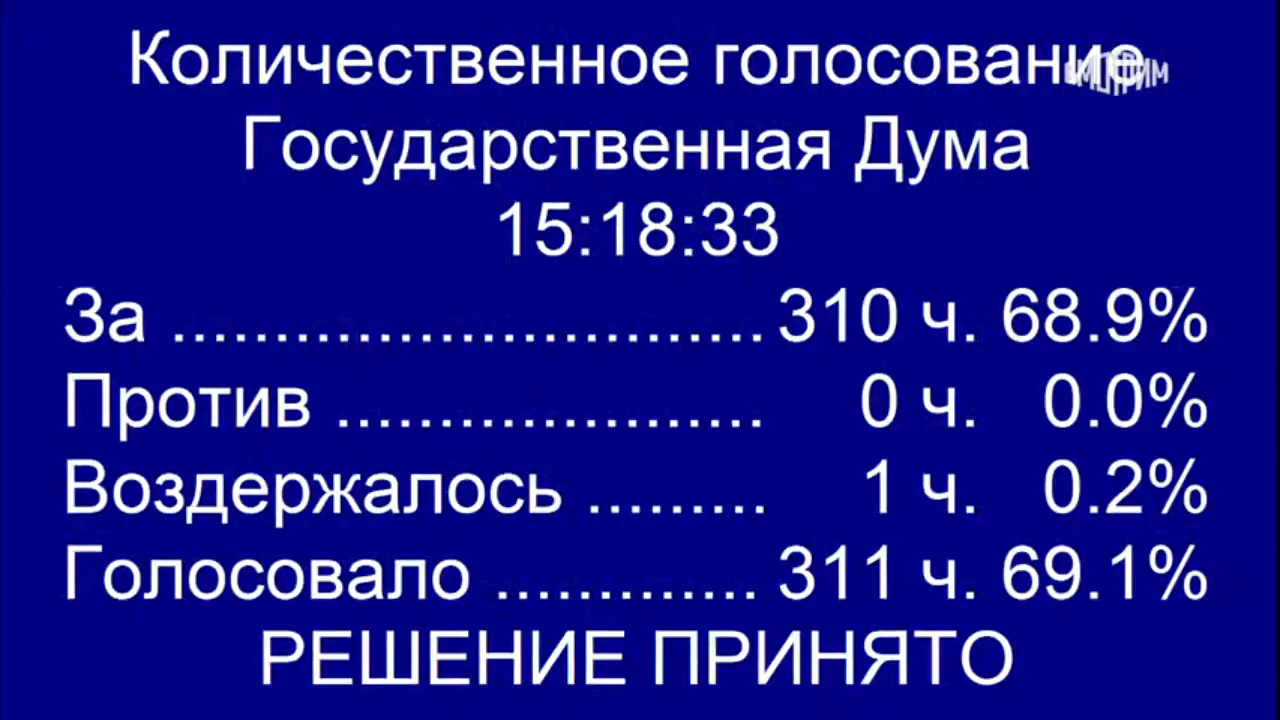 Количественное голосование
СМОТРИМ
Государственная Дума
15:18:33
За ............................. 310 ч. 68.9%
Против ..................... 0 ч. 0.0%
Воздержалось ......... 1 ч. 0.2%
Голосовало ............. 311 ч. 69.1%
РЕШЕНИЕ ПРИНЯТО